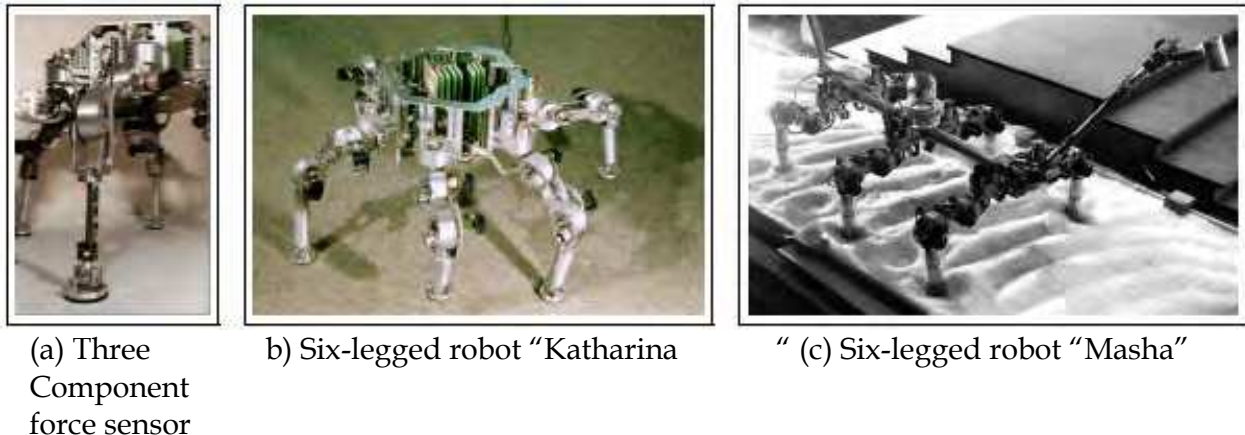 (a) Three
Component
force sensor
b) Six-legged robot “Katharina
“ (c) Six-legged robot “Masha”